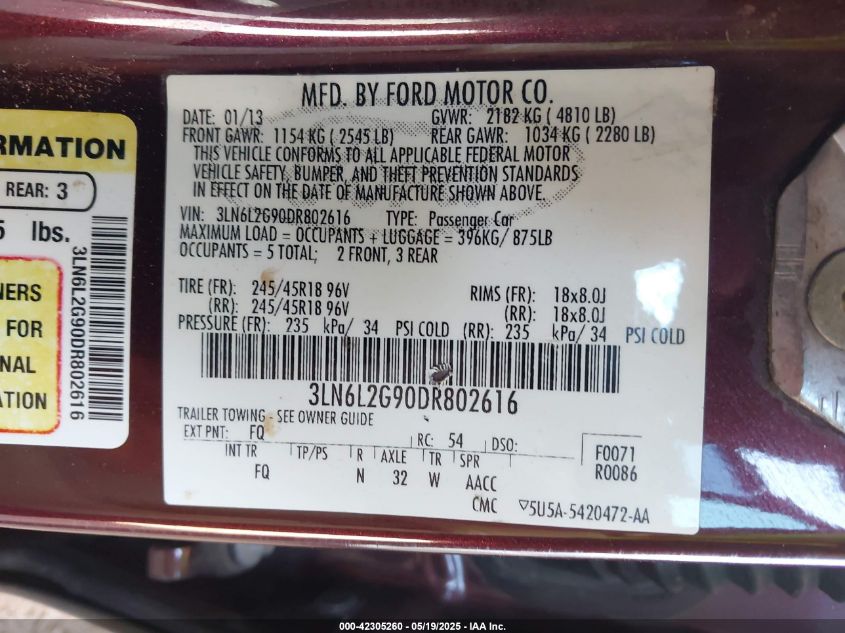 MFD. BY FORD MOTOR CO.
DATE: 01/13 GVWR: 2182 KG ( 4810 LB)
FRONT GAWR: 1154 KG ( 2545 LB) REAR GAWR: 1034 KG ( 2280 LB)
THIS VEHICLE CONFORMS TO ALL APPLICABLE FEDERAL MOTOR
VEHICLE SAFETY, BUMPER, AND THEFT PREVENTION STANDARDS
IN EFFECT ON THE DATE OF MANUFACTURE SHOWN ABOVE.
VIN: 3LN6L2G90DR802616 TYPE: Passenger Car
MAXIMUM LOAD = OCCUPANTS + LUGGAGE = 396KG/ 875LB
OCCUPANTS = 5 TOTAL; 2 FRONT, 3 REAR
TIRE (FR): 245/45R18 96V RIMS (FR): 18x8.0J
(RR): 245/45R18 96V (RR): 18x8.0J
PRESSURE (FR): 235 kPa/ 34 PSI COLD (RR): 235 kPa/ 34 PSI COLD
3LN6L2G90DR802616
TRAILER TOWING - SEE OWNER GUIDE
EXT PNT: FQ RC: 54 DSO: F0071
INT TR TP/PS R AXLE TR SPR R0086
FQ N 32 W AACC
CMC ▽5U5A-5420472-AA
RMATION
REAR: 3
5 lbs.
3LN6L2G90DR802616
NERS
FOR
NAL
ATION
000-42305260 - 05/19/2025 - IAA Inc.